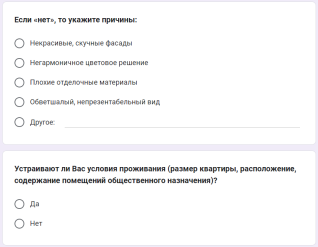 Если «нет», то укажите причины:
Некрасивые, скучные фасады
Негармоничное цветовое решение
Плохие отделочные материалы
Обветшалый, непрезентабельный вид
Другое:
Устраивают ли Вас условия проживания (размер квартиры, расположение,
содержание помещений общественного назначения)?
Да
Нет